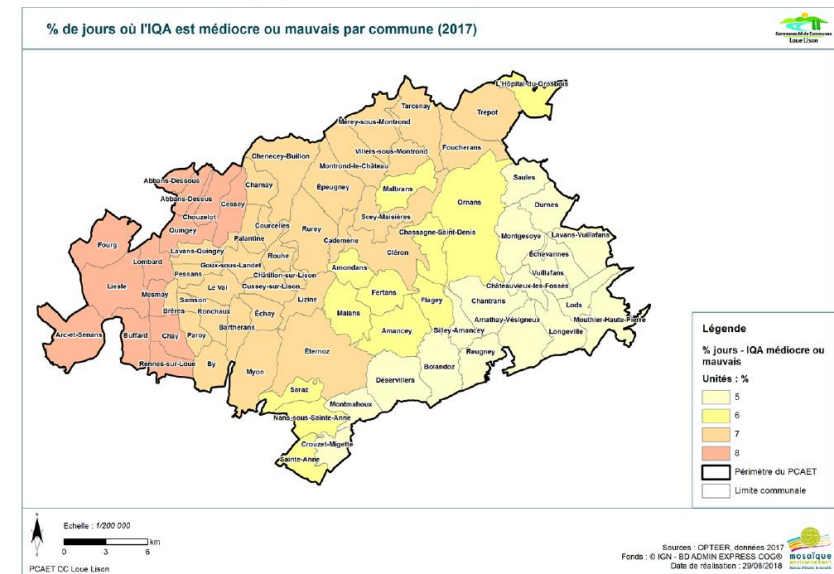 % de jours où l'IQA est médiocre ou mauvais par commune (2017)
Communauté de Communes
Loue Lison
L'Hôpital-du-Grosbois
Tarcenay
Trépot
Mérey-sous-Montrond
Foucherans
Villers-sous-Montrond
Chenecey-Buillon
Montrond-le-Château
Saules
Abbans-Dessous
Charnay
Épeugney
Malbrans
Ornans
Abbans-Dessus
Cessey
Durnes
Chouzelot
Scey-Maisières
Courcelles
Rurey
Chassagne-Saint-Denis
Quingey
Palantine
Cademène
Montgesoye
Lavans-Vuillafans
Fourg
Lavans-Quingey
Rouhe
Cléron
Échevannes
Lombard
Goux-sous-Landet
Amondans
Vuillafans
Pessans
Châtillon-sur-Lison
Châteauvieux-les-Fossés
Liesle
Le Val
Cussey-sur-Lison
Fertans
Mesmay
Samson
Lizine
Flagey
Chantrans
Lods
Brères
Ronchaux
Échay
Malans
Amathay-Vésigneux
Mouthier-Haute-Pierre
Arc-et-Senans
Buffard
Chay
Paroy
Bartherans
Amancey
Silley-Amancey
Longeville
Rennes-sur-Loue
By
Éternoz
Reugney
Myon
Bolandoz
Déservillers
Saraz
Montmahoux
Nans-sous-Sainte-Anne
Crouzet-Migette
Sainte-Anne
Légende
% jours - IQA médiocre ou
mauvais
Unités : %
5
6
7
8
Périmètre du PCAET
Limite communale
Echelle : 1/200 000
0 3 6 km
PCAET CC Loue Lison
Sources : OPTEER, données 2017
Fonds : © IGN - BD ADMIN EXPRESS COG®
Date de réalisation : 29/08/2018
mosaïque
environnement